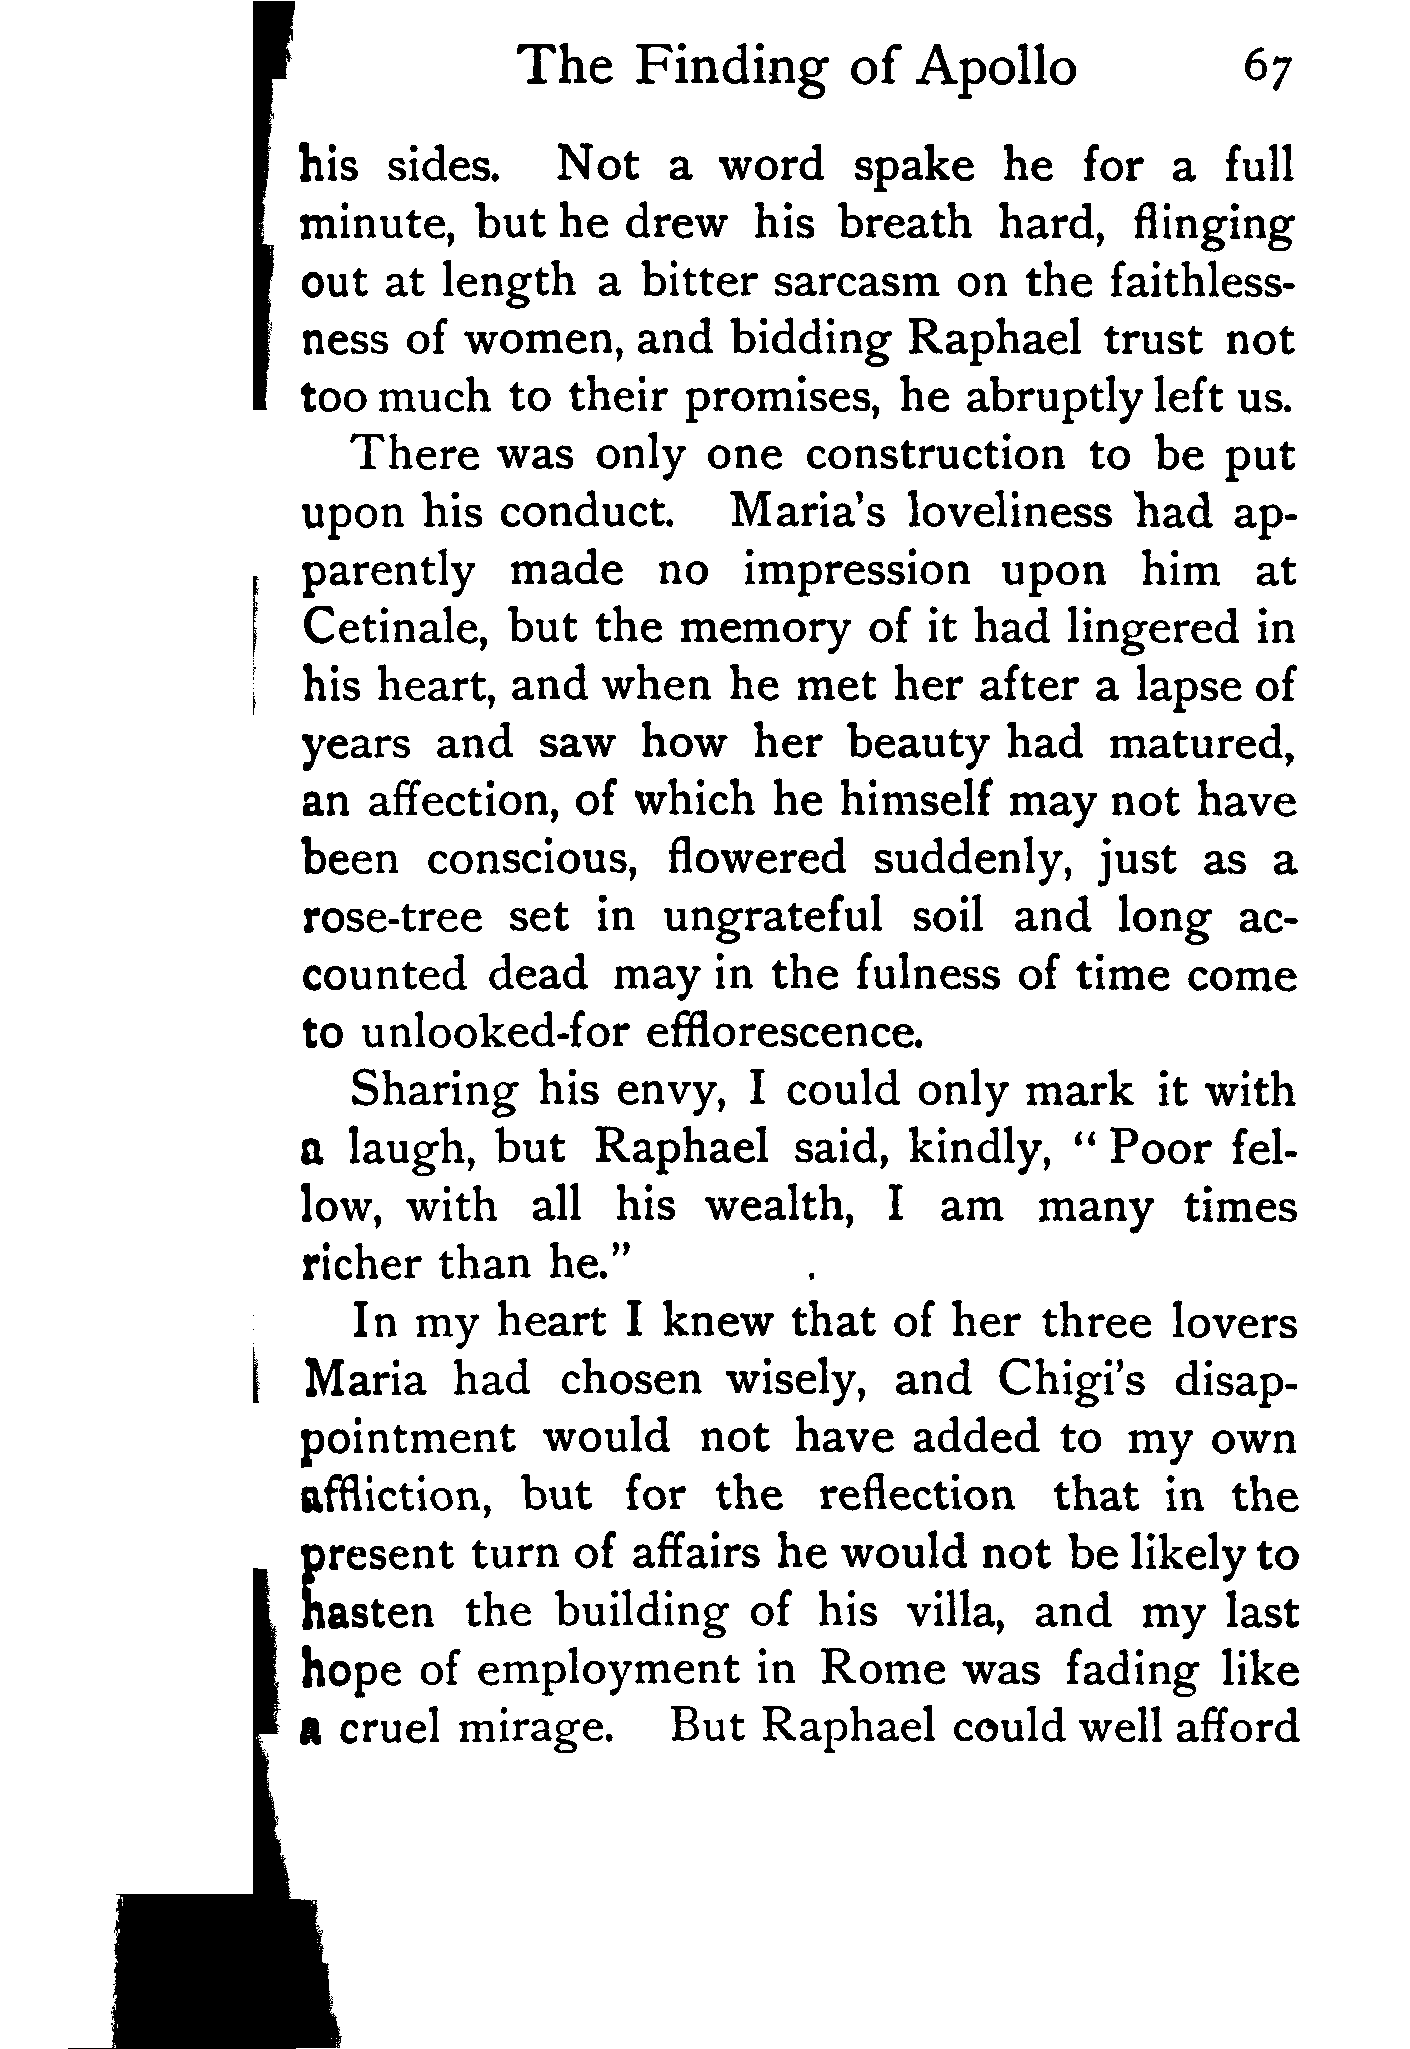 The Finding of Apollo 67
his sides. Not a word spake he for a full
minute, but he drew his breath hard, flinging
out at length a bitter sarcasm on the faithless-
ness of women, and bidding Raphael trust not
too much to their promises, he abruptly left us.
There was only one construction to be put
upon his conduct. Maria's loveliness had ap-
parently made no impression upon him at
Cetinale, but the memory of it had lingered in
his heart, and when he met her after a lapse of
years and saw how her beauty had matured,
an affection, of which he himself may not have
been conscious, flowered suddenly, just as a
rose-tree set in ungrateful soil and long ac-
counted dead may in the fulness of time come
to unlooked-for efflorescence.
Sharing his envy, I could only mark it with
a laugh, but Raphael said, kindly, "Poor fel-
low, with all his wealth, I am many times
richer than he."
In my heart I knew that of her three lovers
Maria had chosen wisely, and Chigi's disap-
pointment would not have added to my own
affliction, but for the reflection that in the
present turn of affairs he would not be likely to
hasten the building of his villa, and my last
hope of employment in Rome was fading like
a cruel mirage. But Raphael could well afford